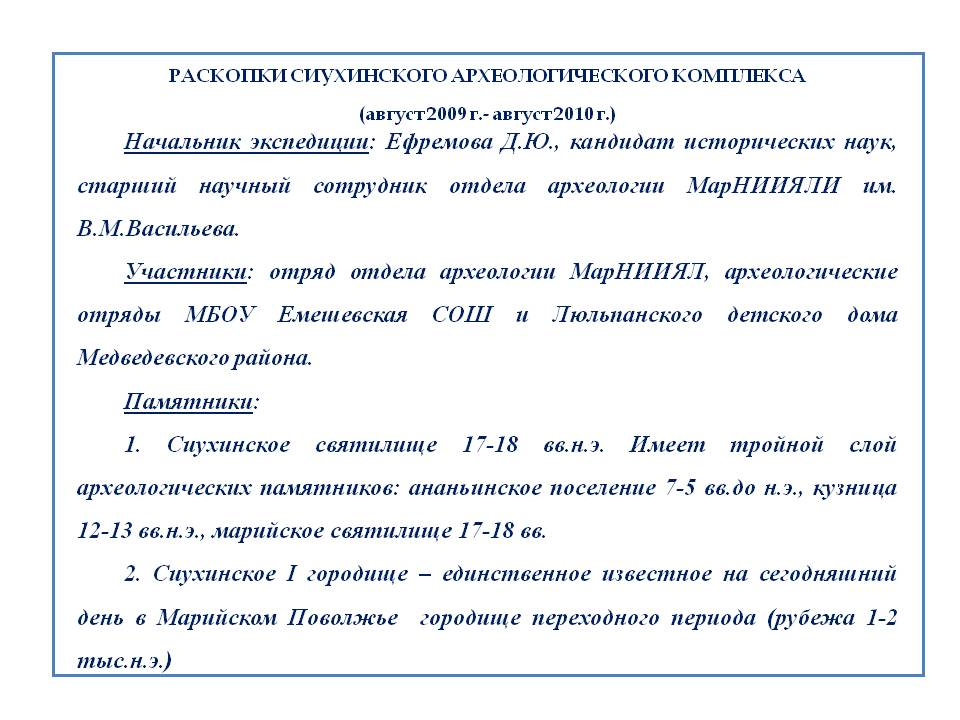 РАСКОПКИ СИУХИНСКОГО АРХЕОЛОГИЧЕСКОГО КОМПЛЕКСА
(август 2009 г.- август 2010 г.)
Начальник экспедиции: Ефремова Д.Ю., кандидат исторических наук,
старший научный сотрудник отдела археологии МарНИИЯЛИ им.
В.М.Васильева.
Участники: отряд отдела археологии МарНИИЯЛ, археологические
отряды МБОУ Емешевская СОШ и Люльпанского детского дома
Медведевского района.
Памятники:
1. Сиухинское святилище 17-18 вв.н.э. Имеет тройной слой
археологических памятников: ананьинское поселение 7-5 вв.до н.э., кузница
12-13 вв.н.э., марийское святилище 17-18 вв.
2. Сиухинское I городище – единственное известное на сегодняшний
день в Марийском Поволжье городище переходного периода (рубежа 1-2
тыс.н.э.)